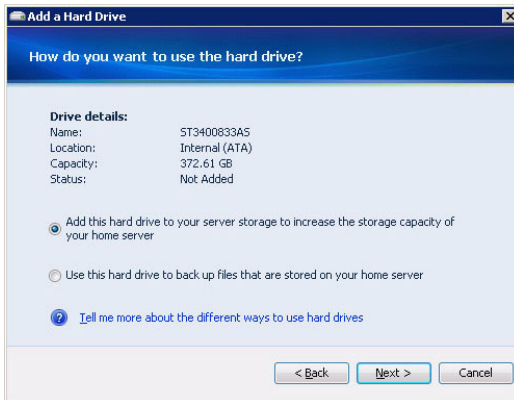 Add a Hard Drive
How do you want to use the hard drive?
Drive details:
Name: ST3400833AS
Location: Internal (ATA)
Capacity: 372.61 GB
Status: Not Added
Add this hard drive to your server storage to increase the storage capacity of
your home server
Use this hard drive to back up files that are stored on your home server
Tell me more about the different ways to use hard drives
< Back Next > Cancel